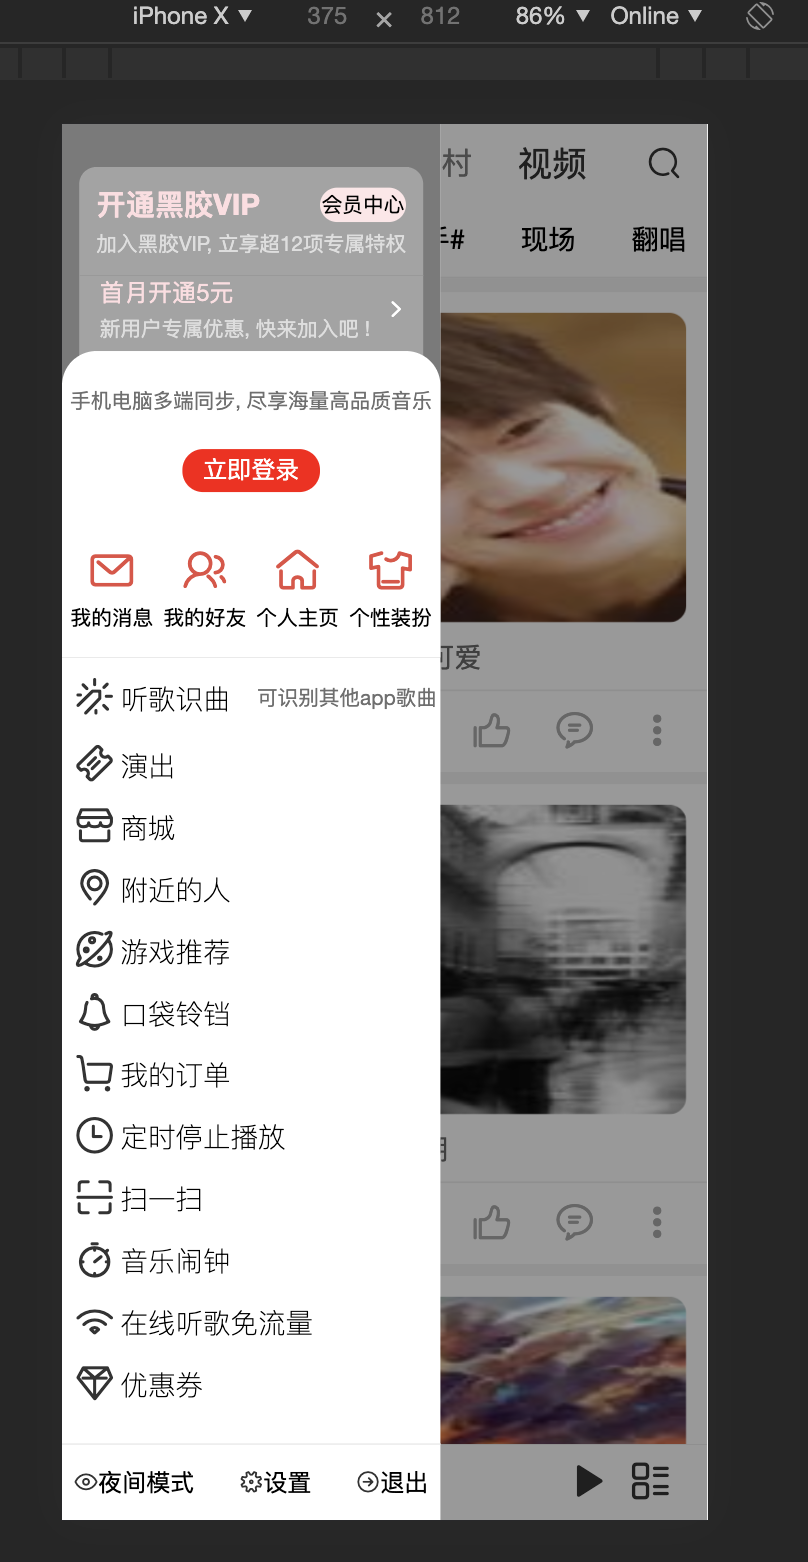 iPhone X ▼ 375 × 812 86% ▼ Online ▼
村 视频
开通黑胶VIP 会员中心
加入黑胶VIP, 立享超12项专属特权
# 现场 翻唱
首月开通5元
新用户专属优惠, 快来加入吧！
手机电脑多端同步, 尽享海量高品质音乐
立即登录
我的消息 我的好友 个人主页 个性装扮
可爱
听歌识曲 可识别其他app歌曲
演出
商城
附近的人
游戏推荐
口袋铃铛
我的订单
定时停止播放
扫一扫
音乐闹钟
在线听歌免流量
优惠券
夜间模式 设置 退出